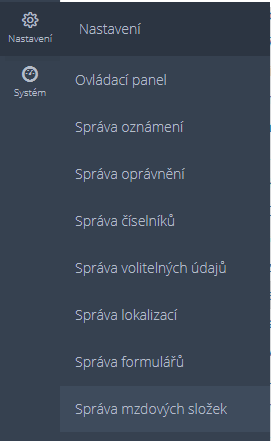 Nastavení
Nastavení
Systém
Ovládací panel
Správa oznámení
Správa oprávnění
Správa číselníků
Správa volitelných údajů
Správa lokalizací
Správa formulářů
Správa mzdových složek